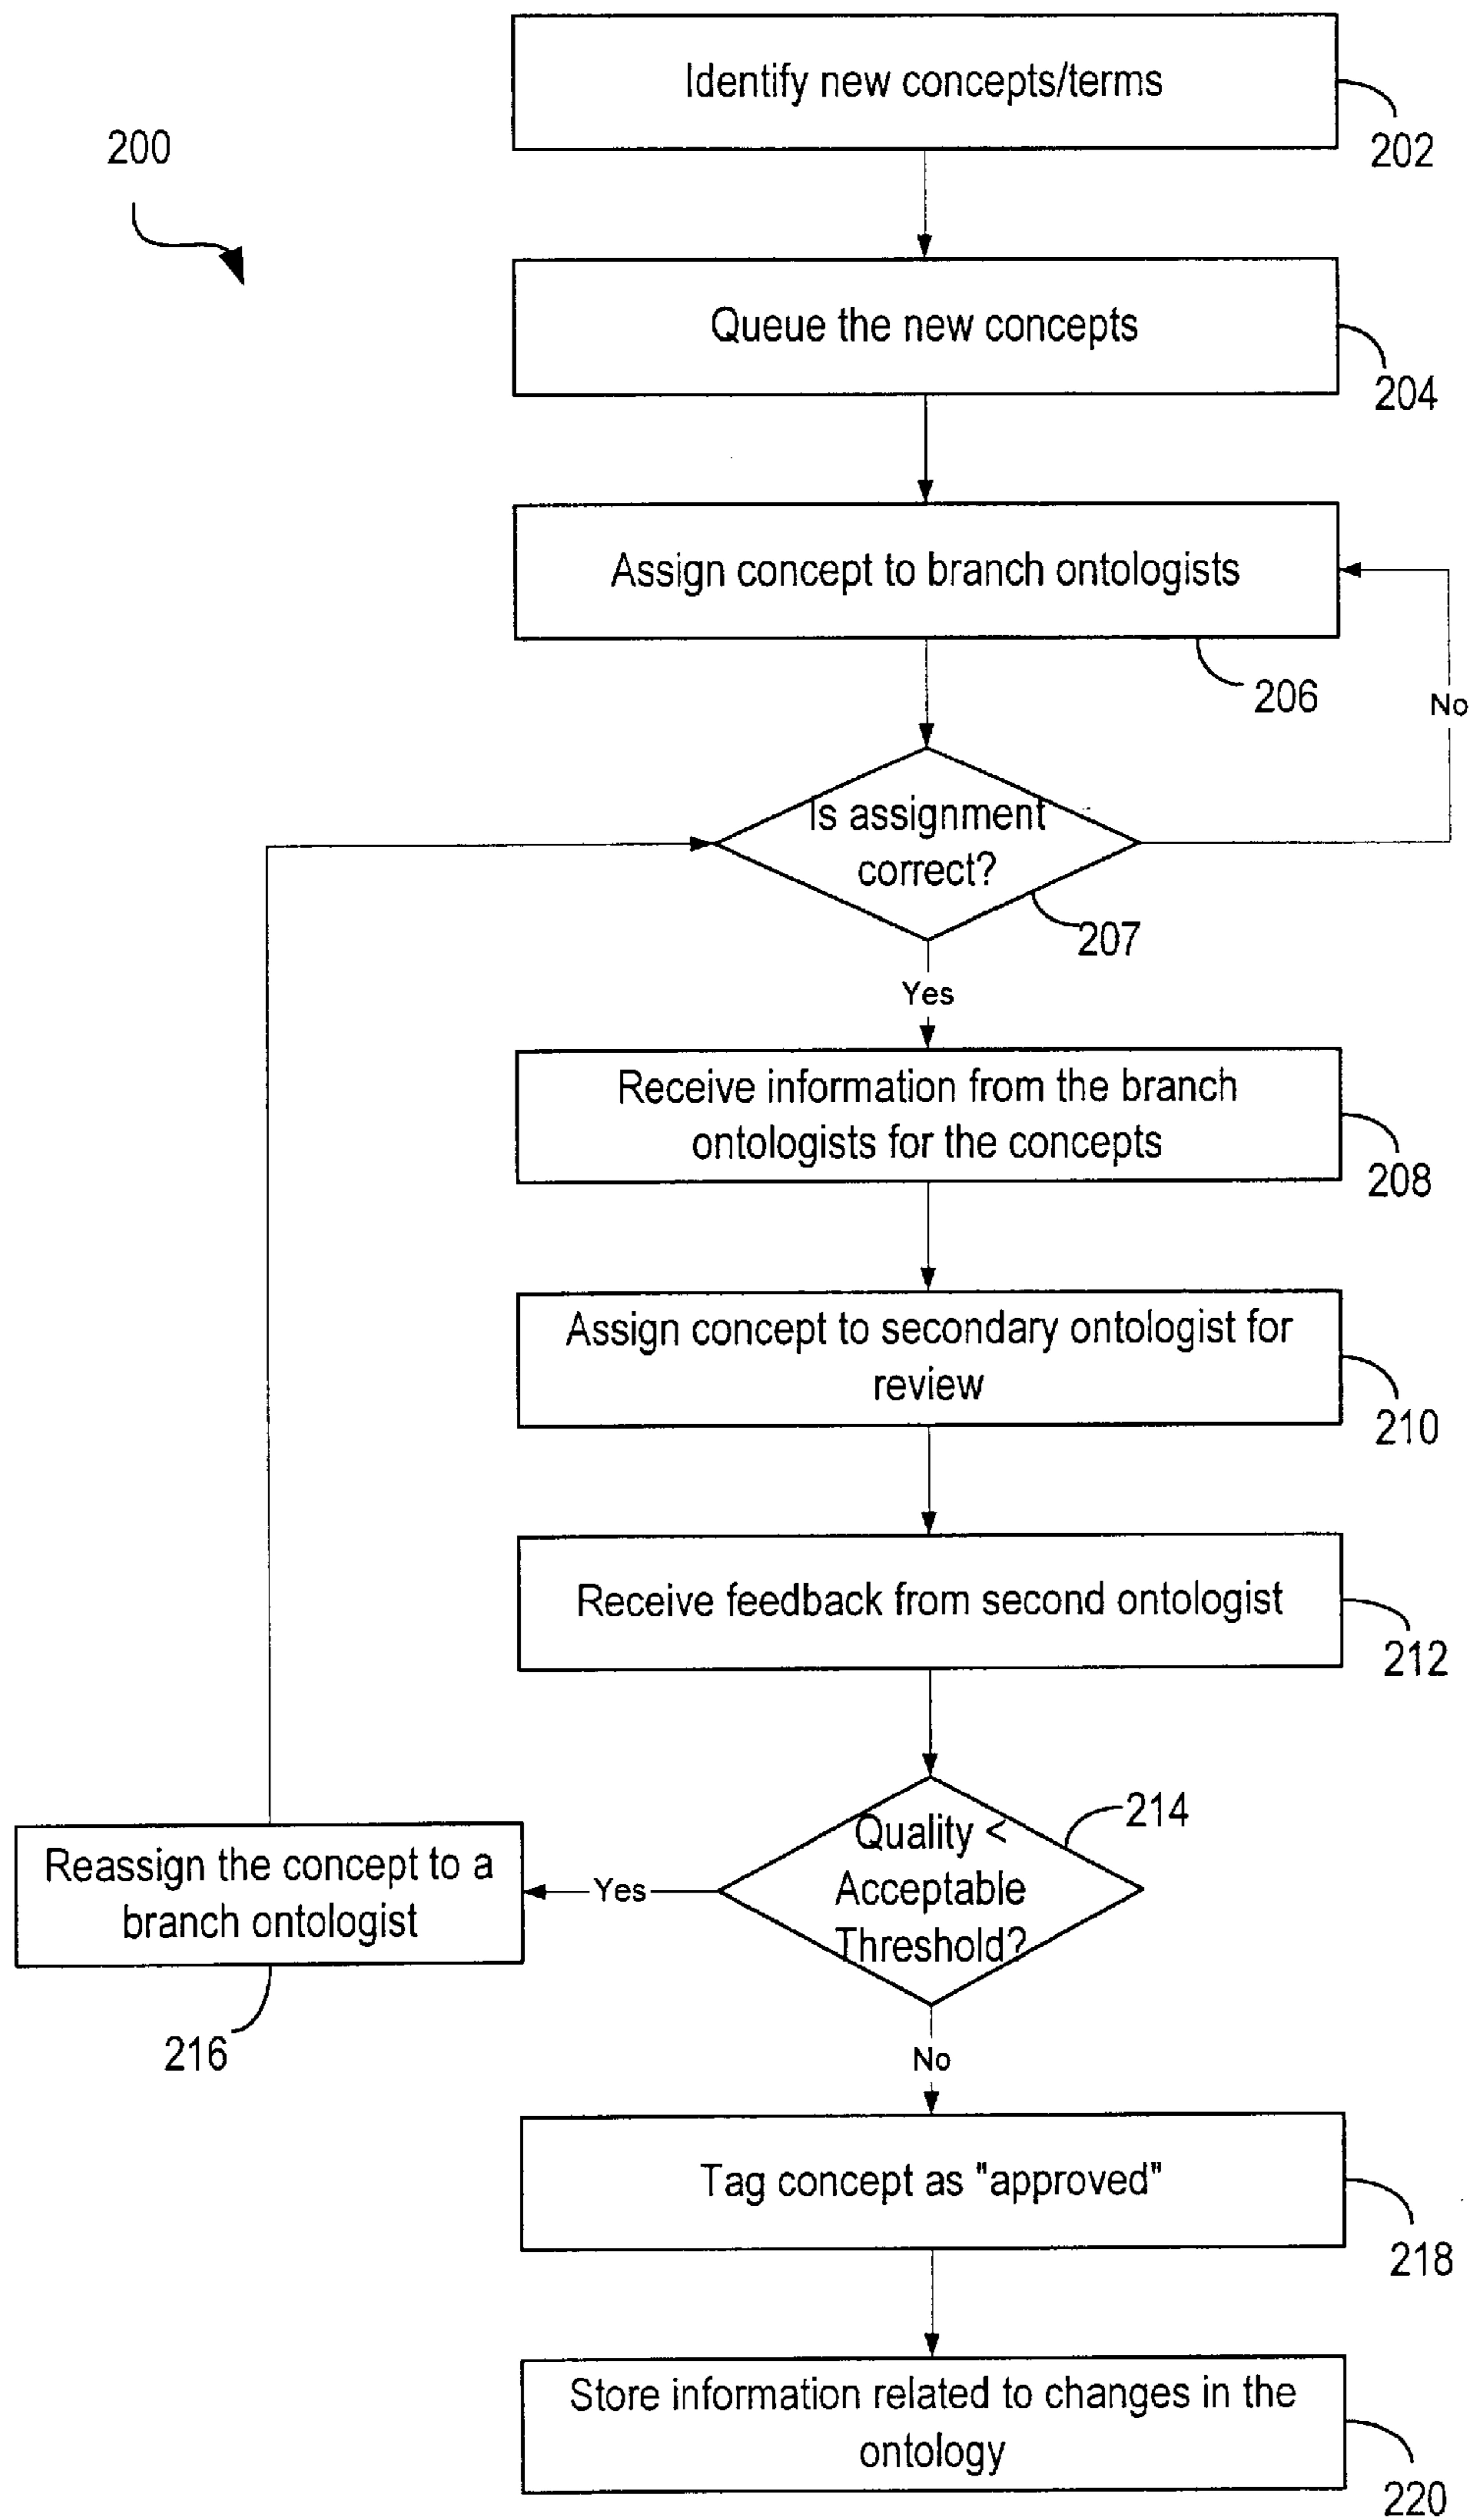 Identify new concepts/terms
200
202
Queue the new concepts
204
Assign concept to branch ontologists
206
No
Is assignment
correct?
207
Yes
Receive information from the branch
ontologists for the concepts
208
Assign concept to secondary ontologist for
review
210
Receive feedback from second ontologist
212
214
Quality <
Acceptable
Threshold?
Yes
Reassign the concept to a
branch ontologist
216
No
Tag concept as "approved"
218
Store information related to changes in the
ontology
220